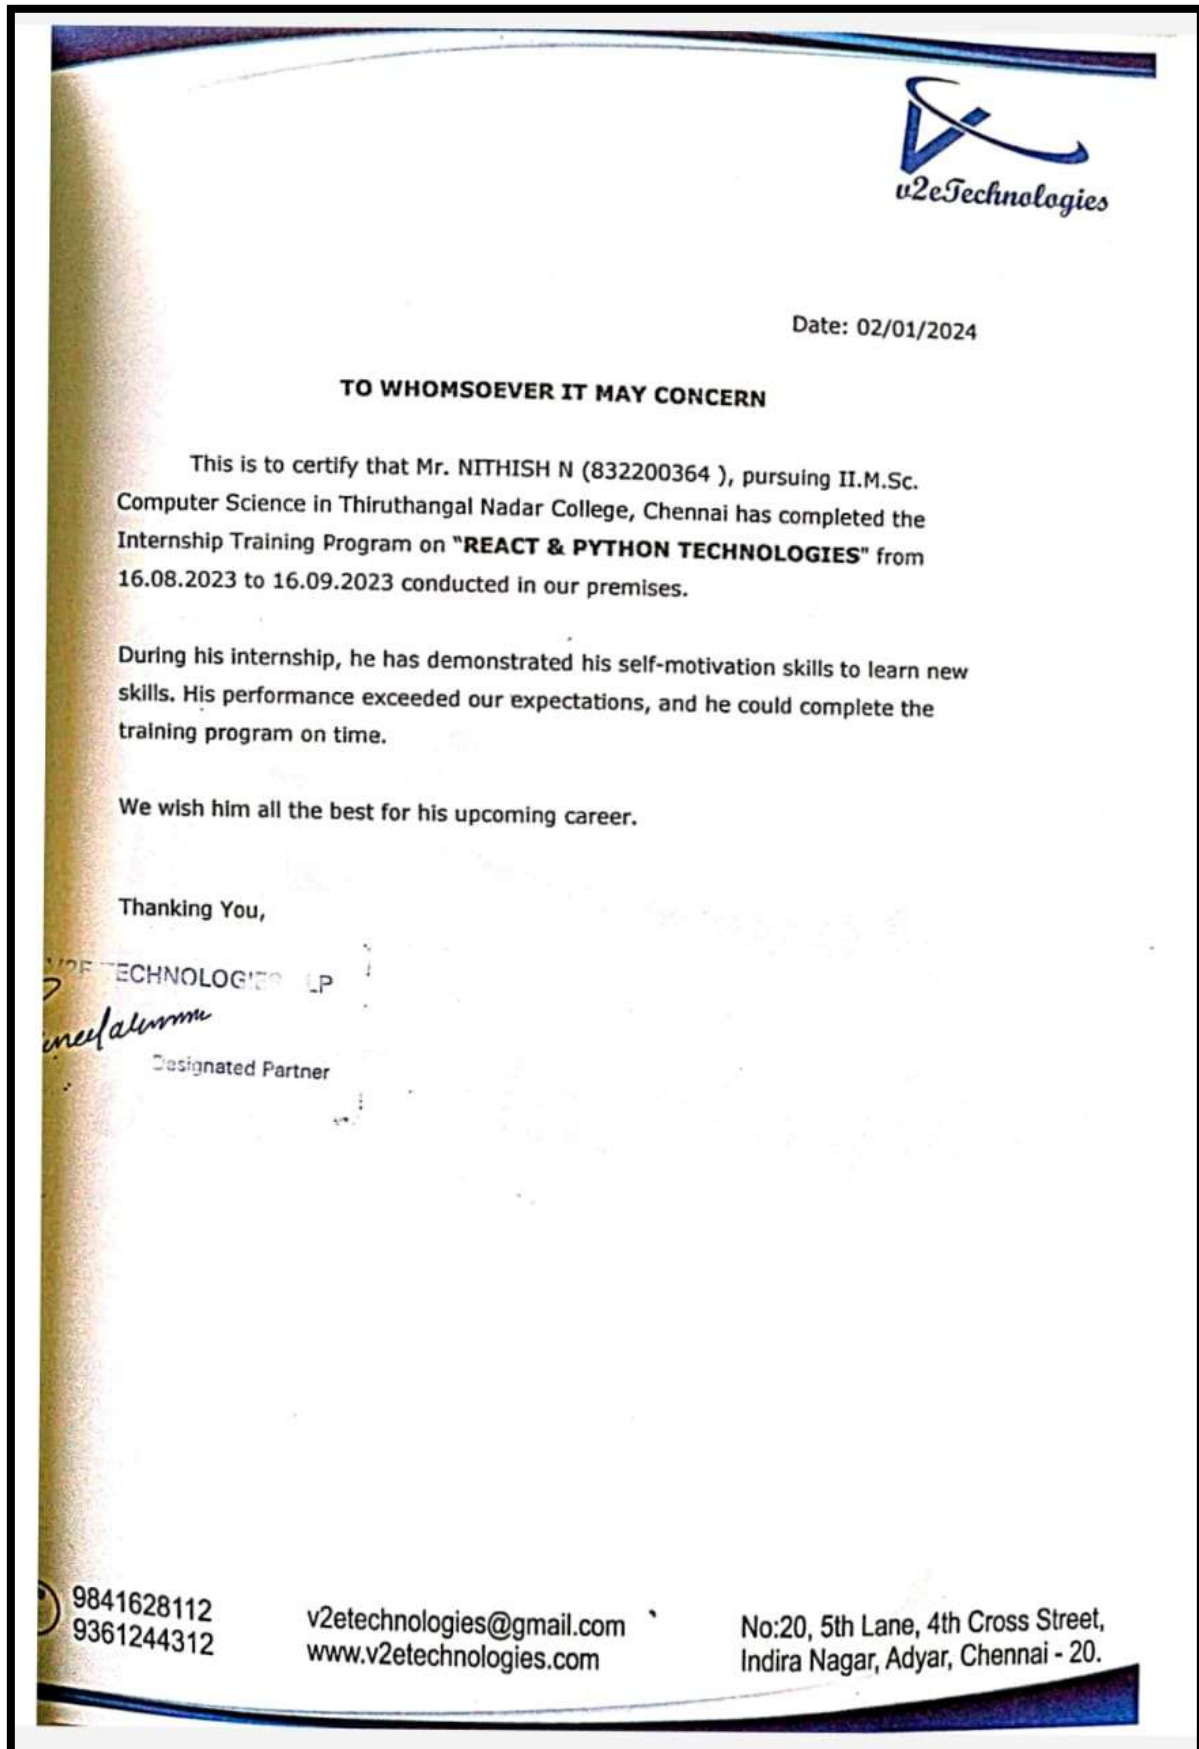 v2eTechnologies
Date: 02/01/2024
TO WHOMSOEVER IT MAY CONCERN
This is to certify that Mr. NITHISH N (832200364 ), pursuing II.M.Sc.
Computer Science in Thiruthangal Nadar College, Chennai has completed the
Internship Training Program on "REACT & PYTHON TECHNOLOGIES" from
16.08.2023 to 16.09.2023 conducted in our premises.
During his internship, he has demonstrated his self-motivation skills to learn new
skills. His performance exceeded our expectations, and he could complete the
training program on time.
We wish him all the best for his upcoming career.
Thanking You,
Designated Partner
9841628112
9361244312
v2etechnologies@gmail.com
www.v2etechnologies.com
No:20, 5th Lane, 4th Cross Street,
Indira Nagar, Adyar, Chennai - 20.